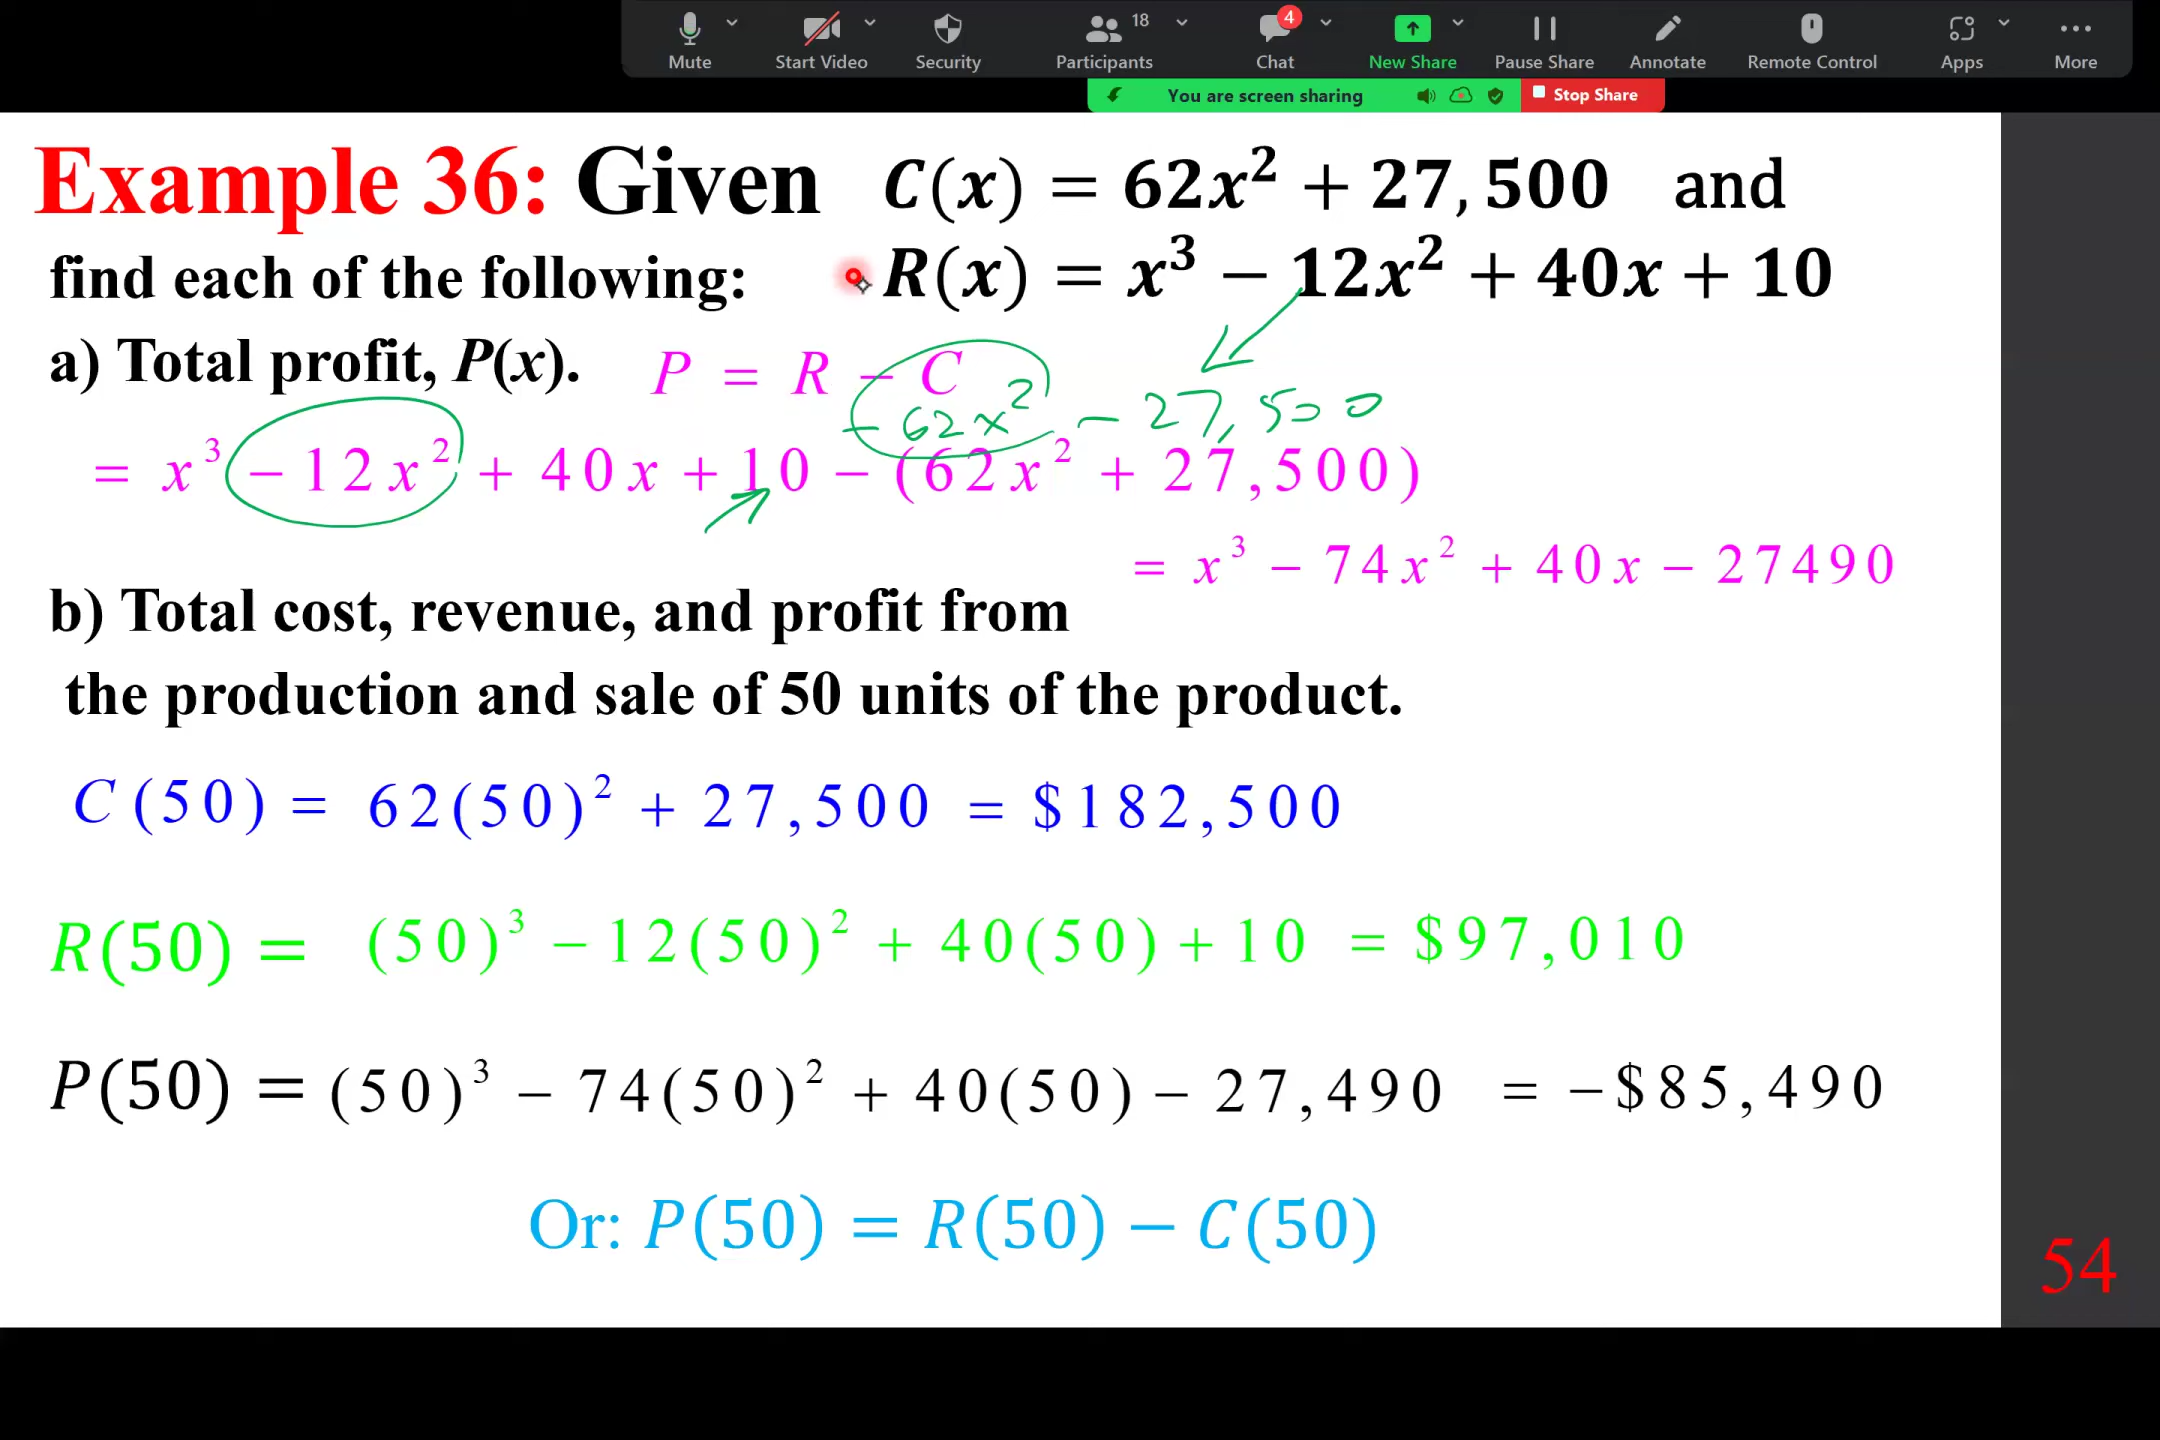 Mute Start Video Security Participants 18 Chat 4 New Share Pause Share Annotate Remote Control Apps More
You are screen sharing Stop Share
Example 36: Given C(x) = 62x² + 27,500 and
find each of the following: R(x) = x³ − 12x² + 40x + 10
a) Total profit, P(x). P = R − C
− 62x² − 27,500
= x³ − 12x² + 40x + 10 − (62x² + 27,500)
= x³ − 74x² + 40x − 27490
b) Total cost, revenue, and profit from
the production and sale of 50 units of the product.
C(50) = 62(50)² + 27,500 = $182,500
R(50) = (50)³ − 12(50)² + 40(50) + 10 = $97,010
P(50) = (50)³ − 74(50)² + 40(50) − 27,490 = −$85,490
Or: P(50) = R(50) − C(50)
54